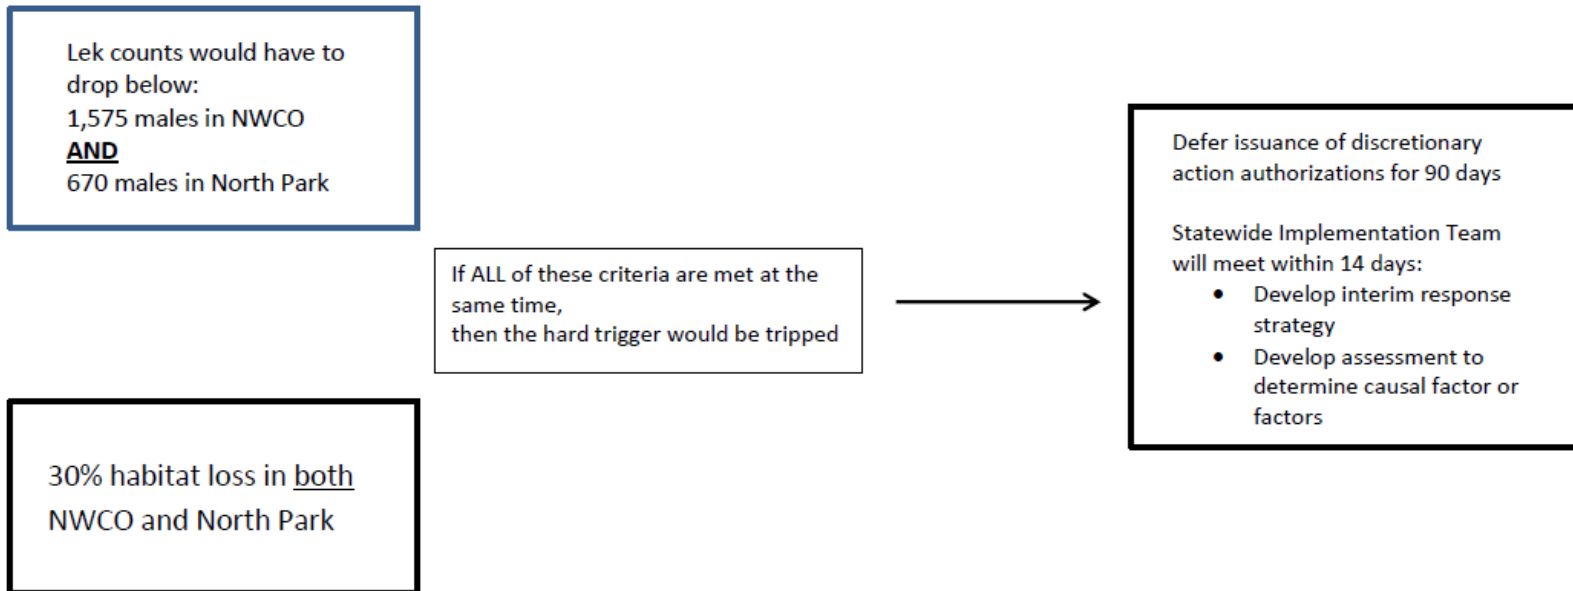 Lek counts would have to
drop below:
1,575 males in NWCO
AND
670 males in North Park
If ALL of these criteria are met at the
same time,
then the hard trigger would be tripped
30% habitat loss in both
NWCO and North Park
Defer issuance of discretionary
action authorizations for 90 days
Statewide Implementation Team
will meet within 14 days:
• Develop interim response
strategy
• Develop assessment to
determine causal factor or
factors